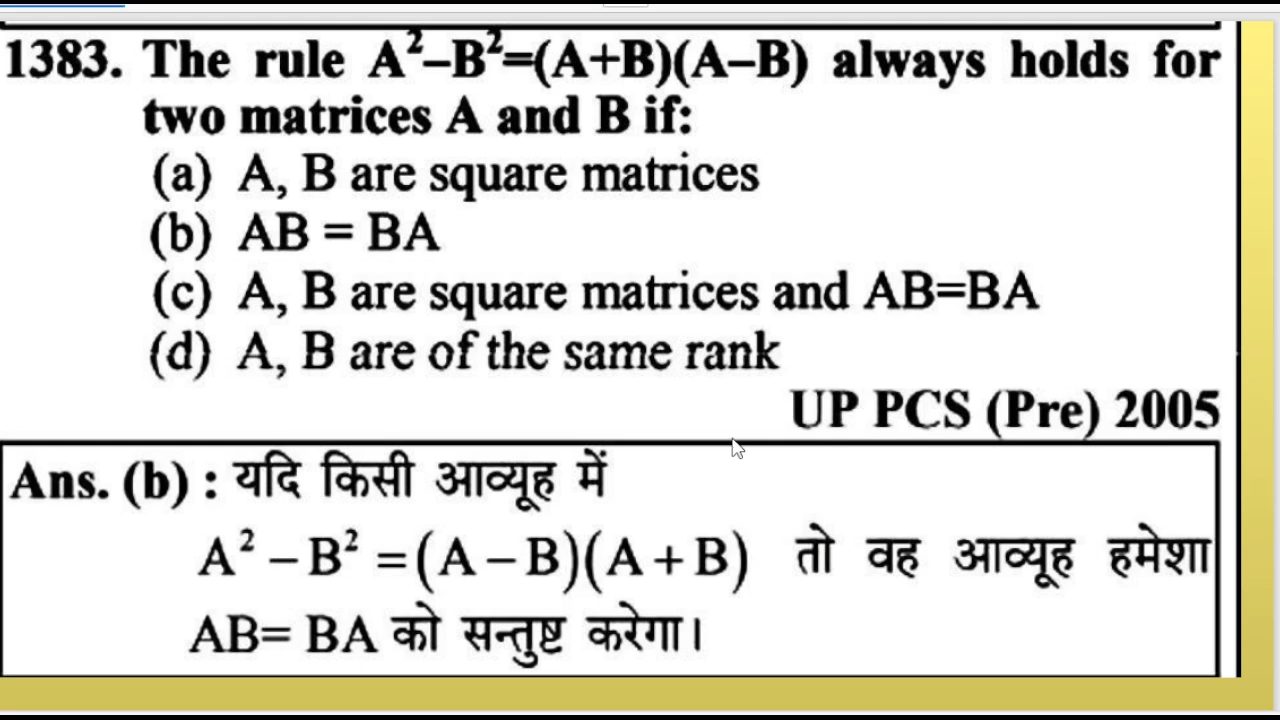 1383. The rule A²–B²=(A+B)(A–B) always holds for
two matrices A and B if:
(a) A, B are square matrices
(b) AB = BA
(c) A, B are square matrices and AB=BA
(d) A, B are of the same rank
UP PCS (Pre) 2005
Ans. (b) : यदि किसी आव्यूह में
A² – B² = (A – B)(A + B) तो वह आव्यूह हमेशा
AB= BA को सन्तुष्ट करेगा।